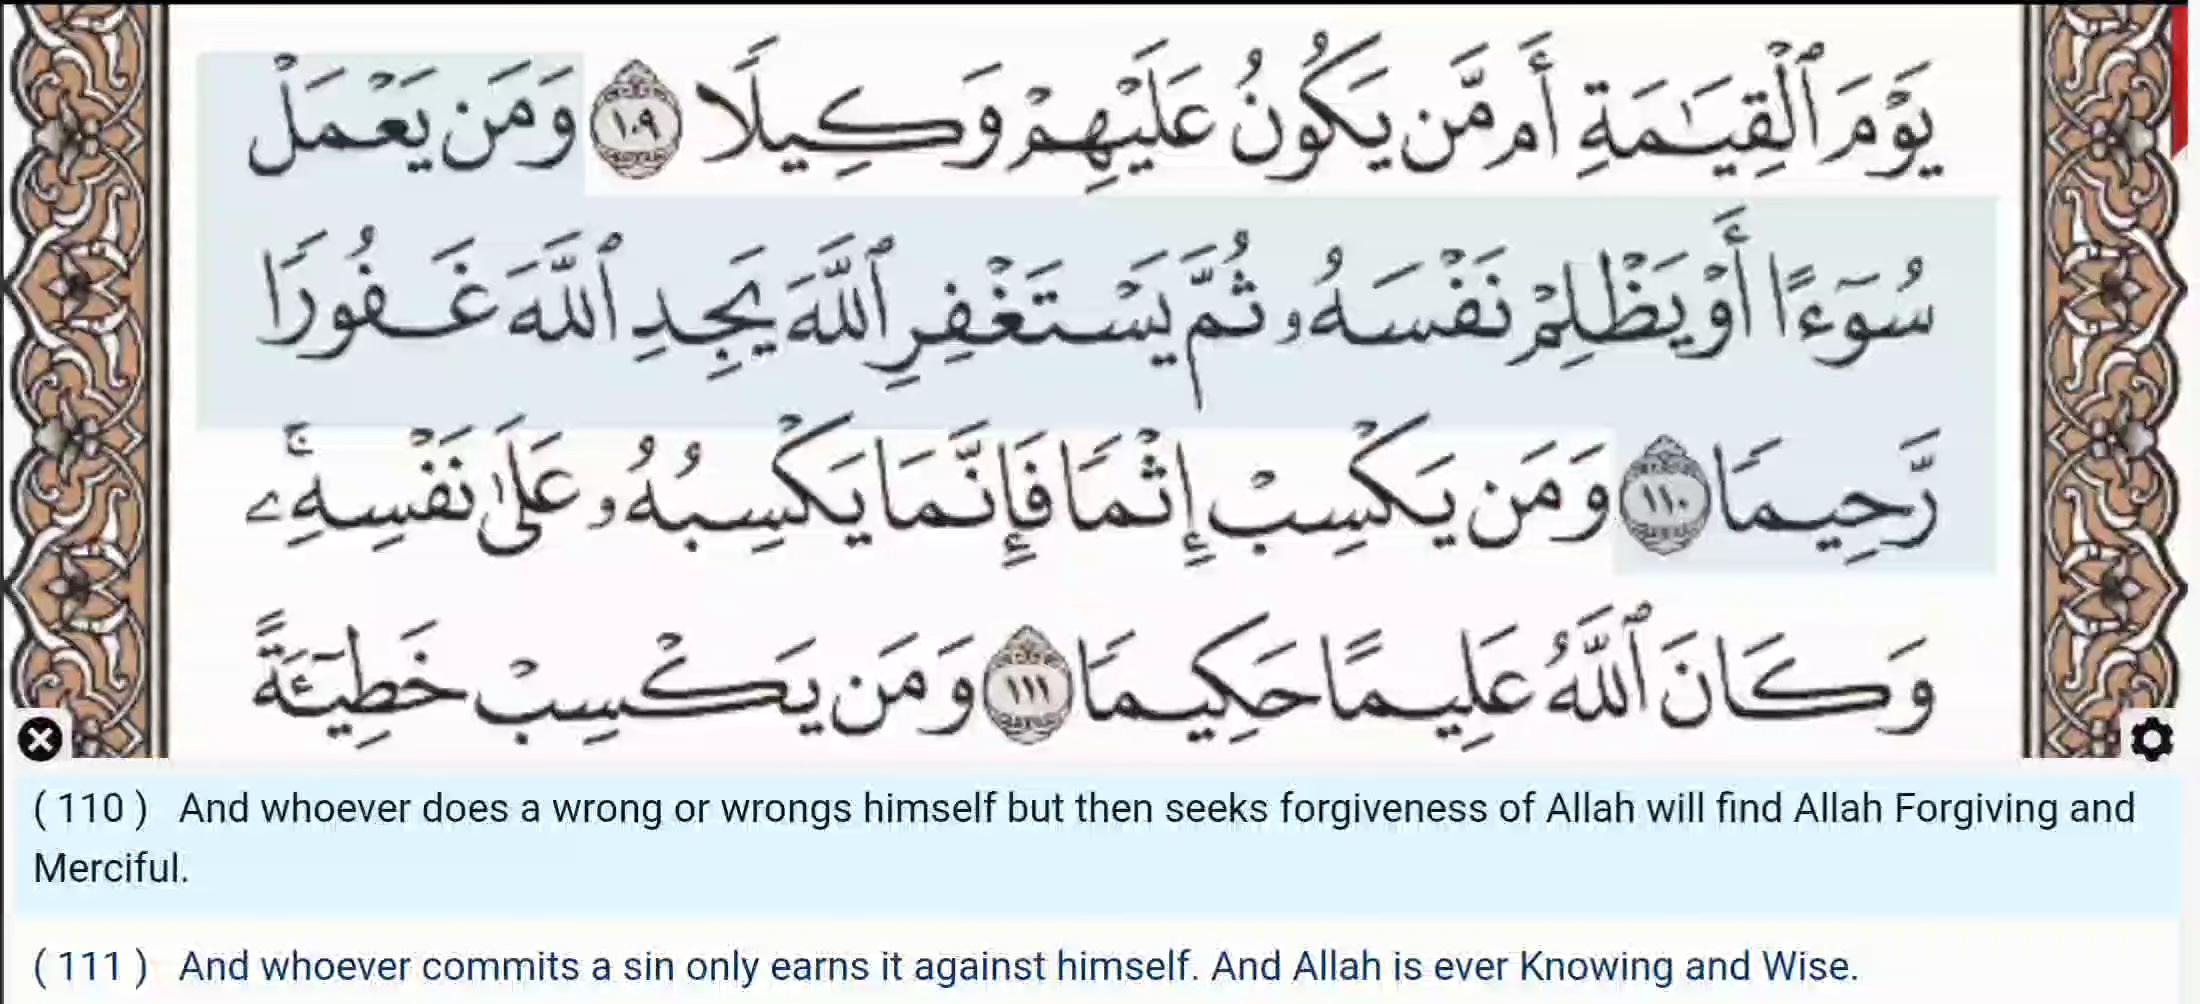 يَوْمَ ٱلْقِيَـٰمَةِ أَم مَّن يَكُونُ عَلَيْهِمْ وَكِيلًا ١٠٩ وَمَن يَعْمَلْ
سُوٓءًا أَوْ يَظْلِمْ نَفْسَهُۥ ثُمَّ يَسْتَغْفِرِ ٱللَّهَ يَجِدِ ٱللَّهَ غَفُورًا
رَّحِيمًا ١١٠ وَمَن يَكْسِبْ إِثْمًا فَإِنَّمَا يَكْسِبُهُۥ عَلَىٰ نَفْسِهِۦۚ
وَكَانَ ٱللَّهُ عَلِيمًا حَكِيمًا ١١١ وَمَن يَكْسِبْ خَطِيٓـَٔةً
( 110 ) And whoever does a wrong or wrongs himself but then seeks forgiveness of Allah will find Allah Forgiving and
Merciful.
( 111 ) And whoever commits a sin only earns it against himself. And Allah is ever Knowing and Wise.